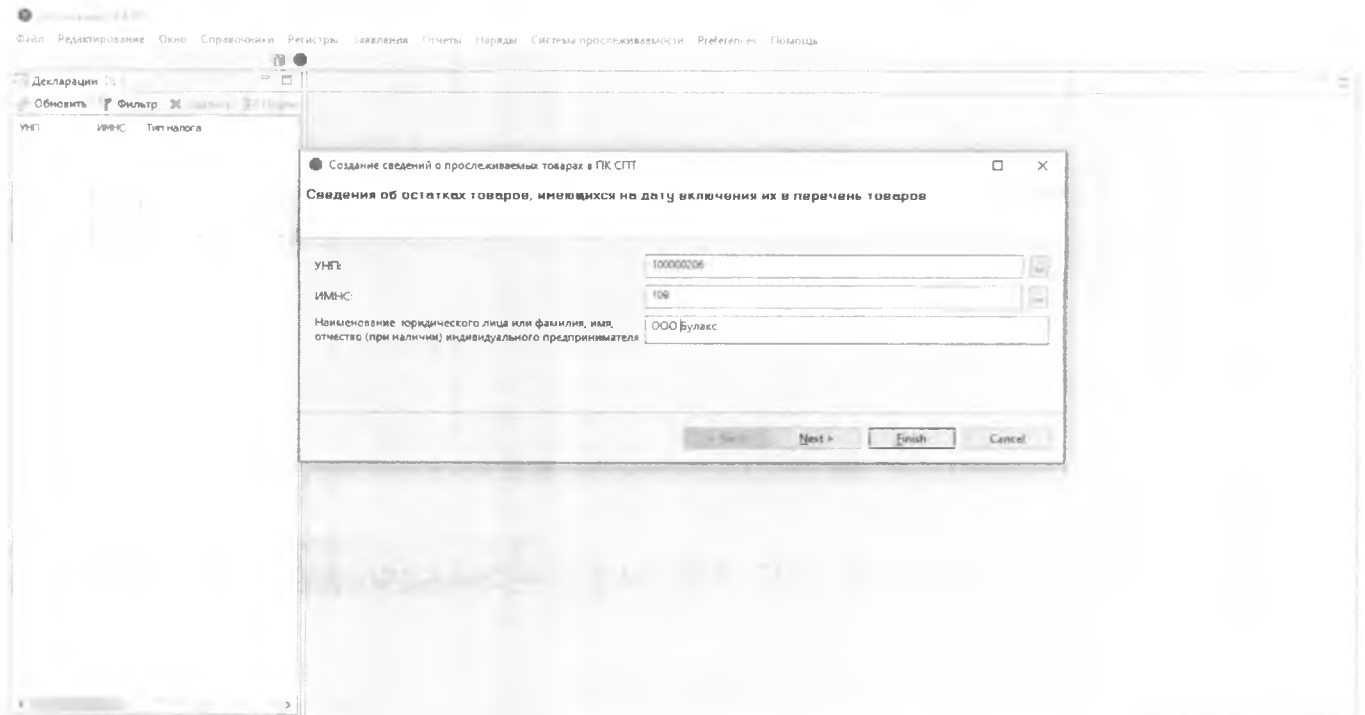 Файл Редактирование Окно Справочники Регистры Заявления Отчеты Наряды Система прослеживаемости Preferences Помощь
Декларации
Обновить Фильтр
УНП ИМНС Тип налога
Создание сведений о прослеживаемых товарах в ПК СПТ
Сведения об остатках товаров, имеющихся на дату включения их в перечень товаров
УНП: 100000206
ИМНС: 108
Наименование юридического лица или фамилия, имя, ООО Булакс
отчество (при наличии) индивидуального предпринимателя
Next > Finish Cancel